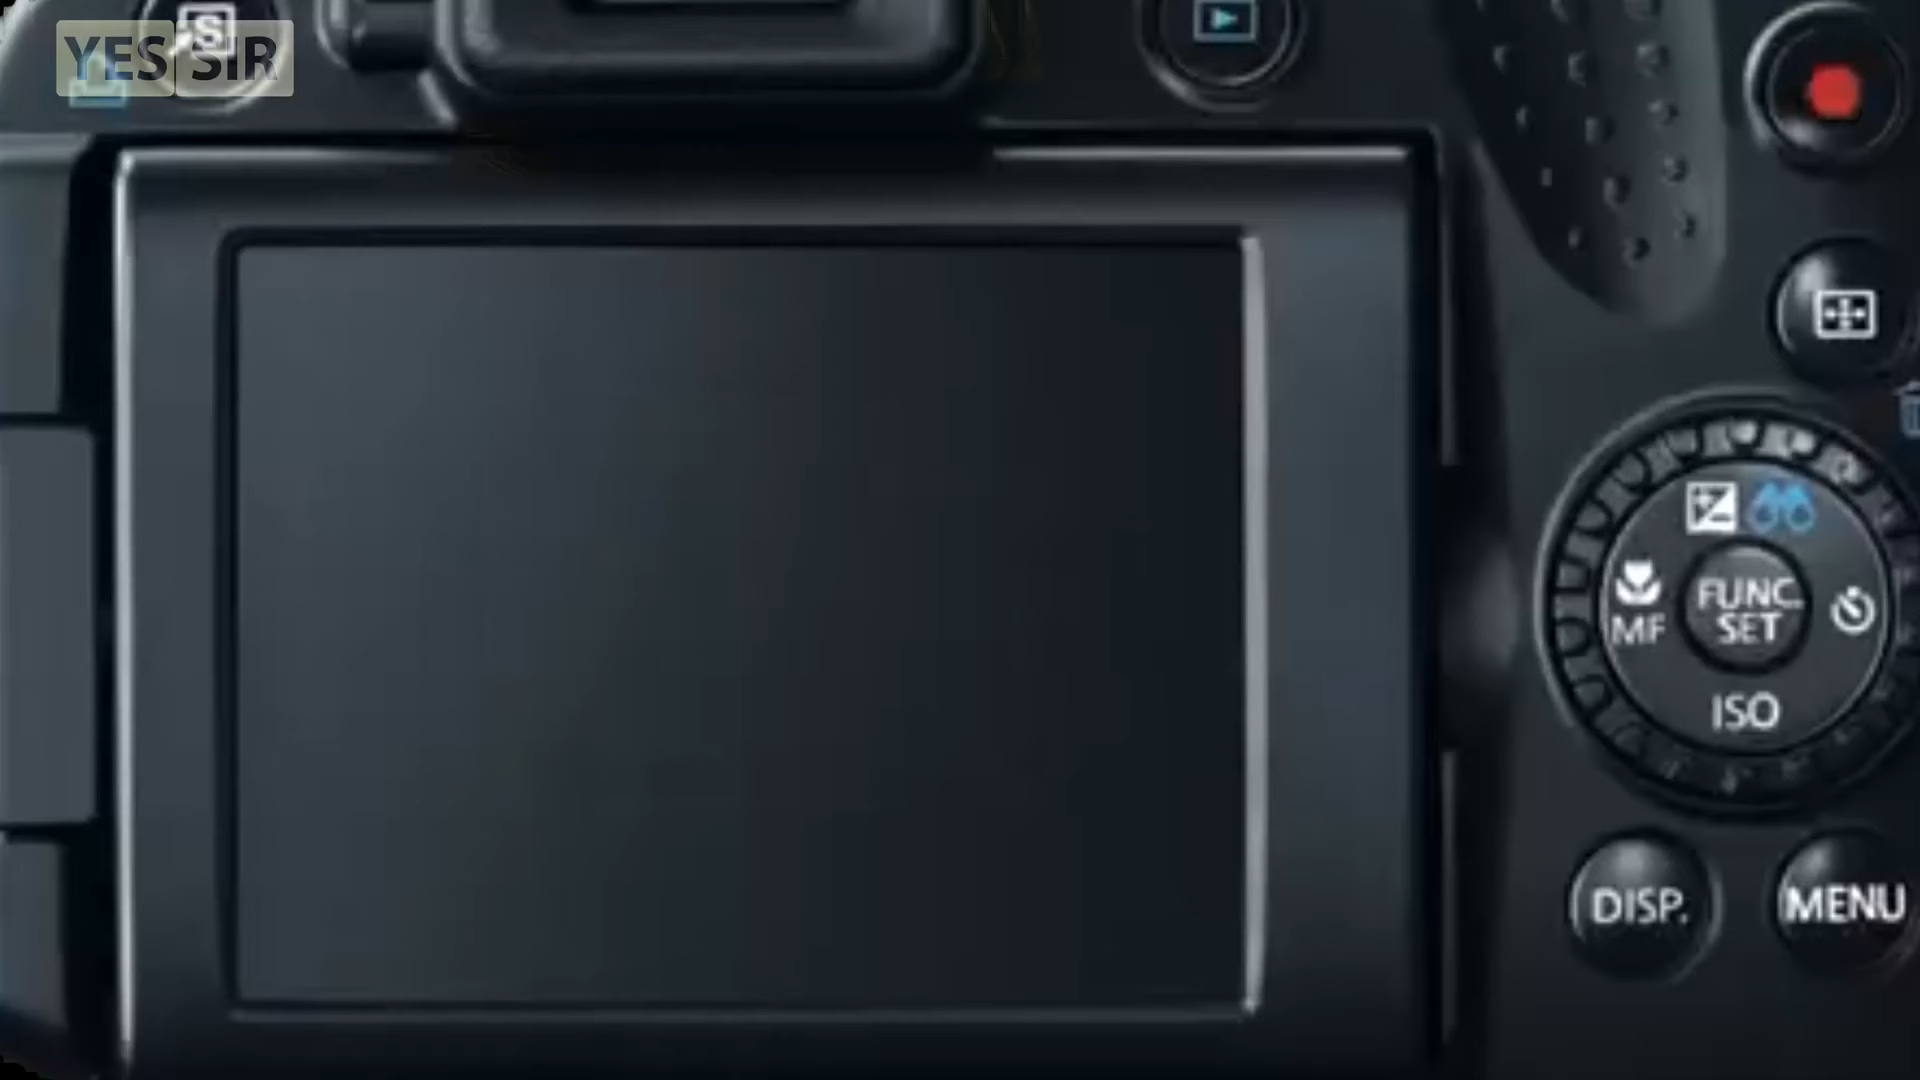 YES SIR
S
FUNC.
SET
MF
ISO
DISP.
MENU